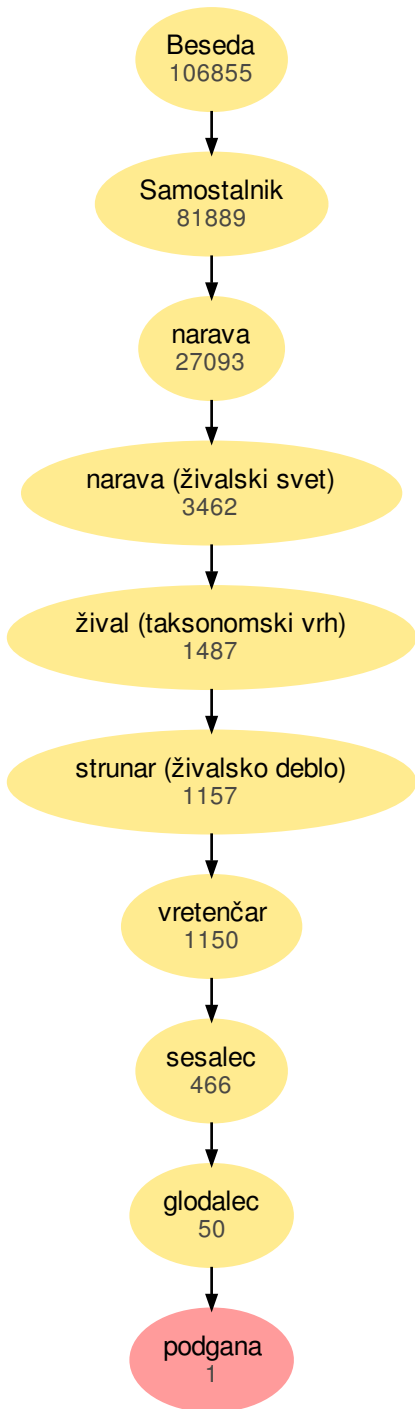 Beseda
106855
Samostalnik
81889
narava
27093
narava (živalski svet)
3462
žival (taksonomski vrh)
1487
strunar (živalsko deblo)
1157
vretenčar
1150
sesalec
466
glodalec
50
podgana
1